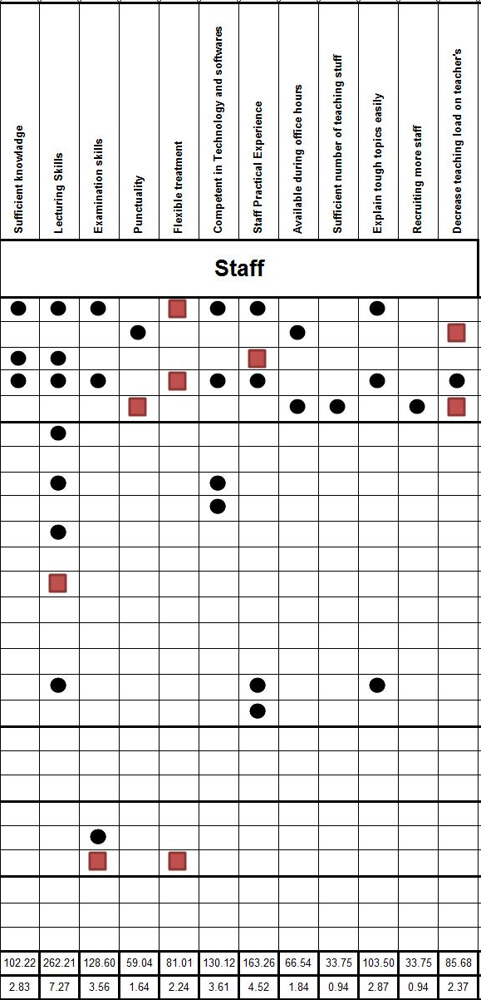 Sufficient knowladge
Lecturing Skills
Examination skills
Punctuality
Flexible treatment
Competent in Technology and softwares
Staff Practical Experience
Available during office hours
Sufficient number of teaching stuff
Explain tough topics easily
Recruiting more staff
Decrease teaching load on teacher's
Staff
102.22 262.21 128.60 59.04 81.01 130.12 163.26 66.54 33.75 103.50 33.75 85.68
2.83 7.27 3.56 1.64 2.24 3.61 4.52 1.84 0.94 2.87 0.94 2.37